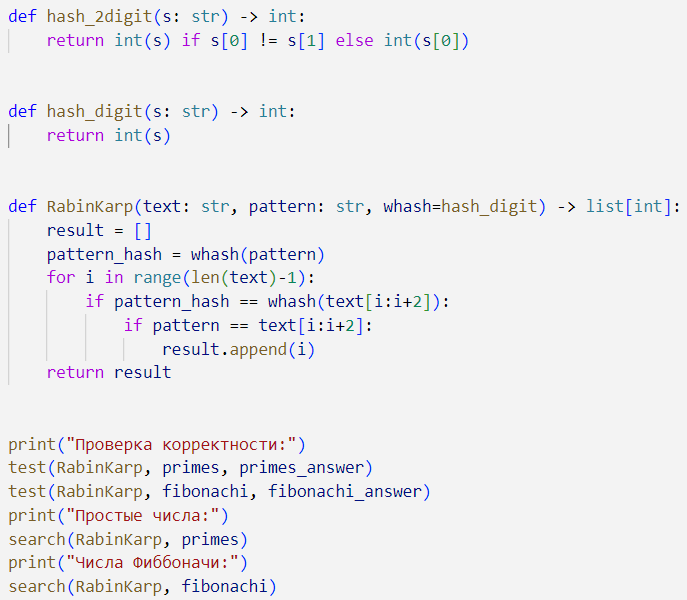 def hash_2digit(s: str) -> int:
    return int(s) if s[0] != s[1] else int(s[0])
def hash_digit(s: str) -> int:
    return int(s)
def RabinKarp(text: str, pattern: str, whash=hash_digit) -> list[int]:
    result = []
    pattern_hash = whash(pattern)
    for i in range(len(text)-1):
        if pattern_hash == whash(text[i:i+2]):
            if pattern == text[i:i+2]:
                result.append(i)
    return result
print("Проверка корректности:")
test(RabinKarp, primes, primes_answer)
test(RabinKarp, fibonachi, fibonachi_answer)
print("Простые числа:")
search(RabinKarp, primes)
print("Числа Фиббоначи:")
search(RabinKarp, fibonachi)